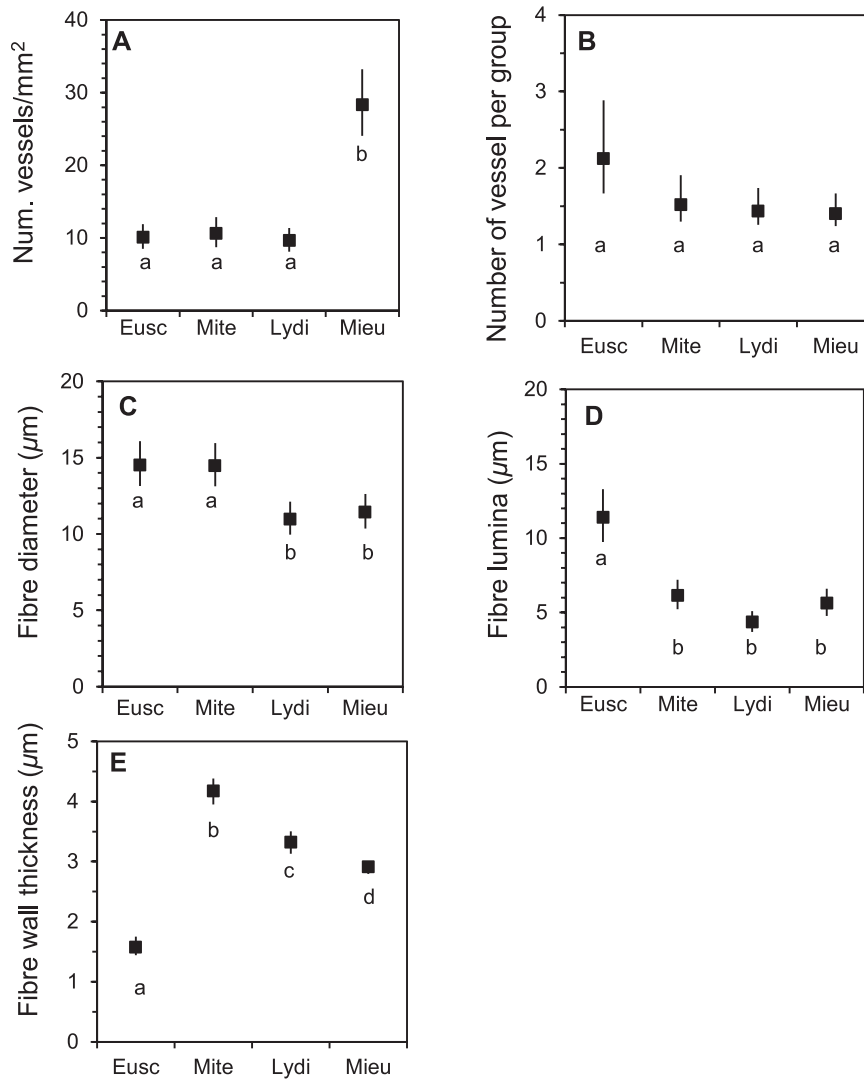 A
Num. vessels/mm²
40
30
20
10
0
a
a
a
b
Eusc Mite Lydi Mieu
B
Number of vessel per group
4
3
2
1
0
a
a
a
a
Eusc Mite Lydi Mieu
C
Fibre diameter (µm)
20
15
10
5
0
a
a
b
b
Eusc Mite Lydi Mieu
D
Fibre lumina (µm)
20
15
10
5
0
a
b
b
b
Eusc Mite Lydi Mieu
E
Fibre wall thickness (µm)
5
4
3
2
1
0
a
b
c
d
Eusc Mite Lydi Mieu